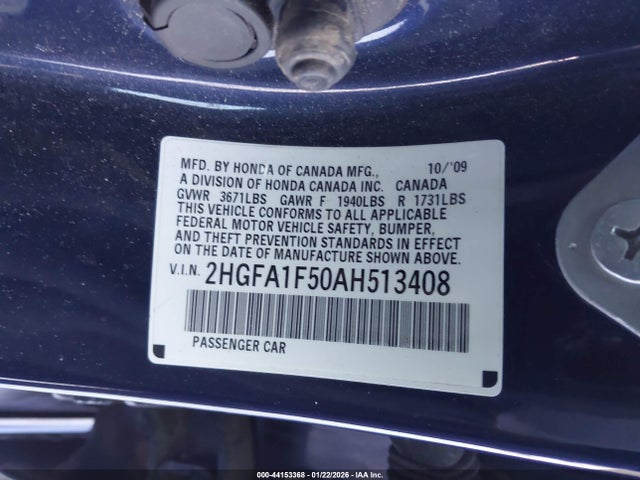 MFD. BY HONDA OF CANADA MFG., 10/'09
A DIVISION OF HONDA CANADA INC. CANADA
GVWR 3671LBS GAWR F 1940LBS R 1731LBS
THIS VEHICLE CONFORMS TO ALL APPLICABLE
FEDERAL MOTOR VEHICLE SAFETY, BUMPER,
AND THEFT PREVENTION STANDARDS IN EFFECT
ON THE DATE OF MANUFACTURE SHOWN ABOVE.
V.I.N. 2HGFA1F50AH513408
PASSENGER CAR
000-44153368 - 01/22/2026 - IAA Inc.